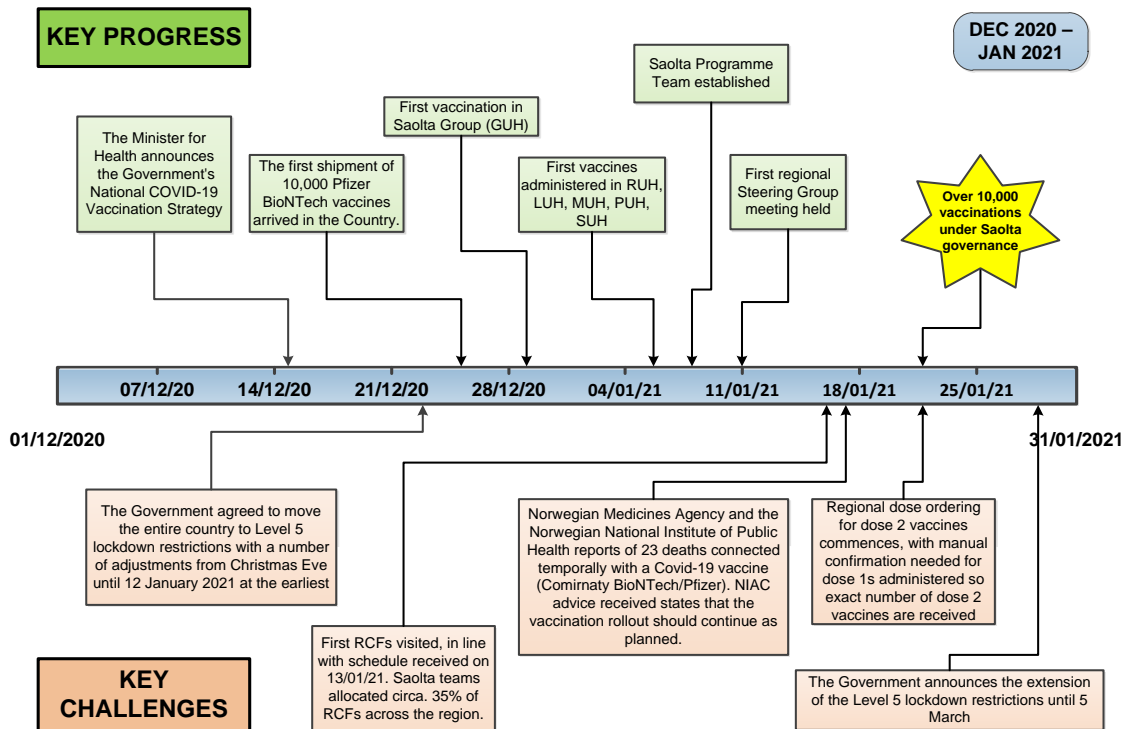 KEY PROGRESS
DEC 2020 –
JAN 2021
Saolta Programme
Team established
First vaccination in
Saolta Group (GUH)
The Minister for
Health announces
the Government's
National COVID-19
Vaccination Strategy
The first shipment of
10,000 Pfizer
BioNTech vaccines
arrived in the Country.
First vaccines
administered in RUH,
LUH, MUH, PUH,
SUH
First regional
Steering Group
meeting held
Over 10,000
vaccinations
under Saolta
governance
07/12/20
14/12/20
21/12/20
28/12/20
04/01/21
11/01/21
18/01/21
25/01/21
01/12/2020
31/01/2021
The Government agreed to move
the entire country to Level 5
lockdown restrictions with a number
of adjustments from Christmas Eve
until 12 January 2021 at the earliest
First RCFs visited, in line
with schedule received on
13/01/21. Saolta teams
allocated circa. 35% of
RCFs across the region.
Norwegian Medicines Agency and the
Norwegian National Institute of Public
Health reports of 23 deaths connected
temporally with a Covid-19 vaccine
(Comirnaty BioNTech/Pfizer). NIAC
advice received states that the
vaccination rollout should continue as
planned.
Regional dose ordering
for dose 2 vaccines
commences, with manual
confirmation needed for
dose 1s administered so
exact number of dose 2
vaccines are received
The Government announces the extension
of the Level 5 lockdown restrictions until 5
March
KEY
CHALLENGES